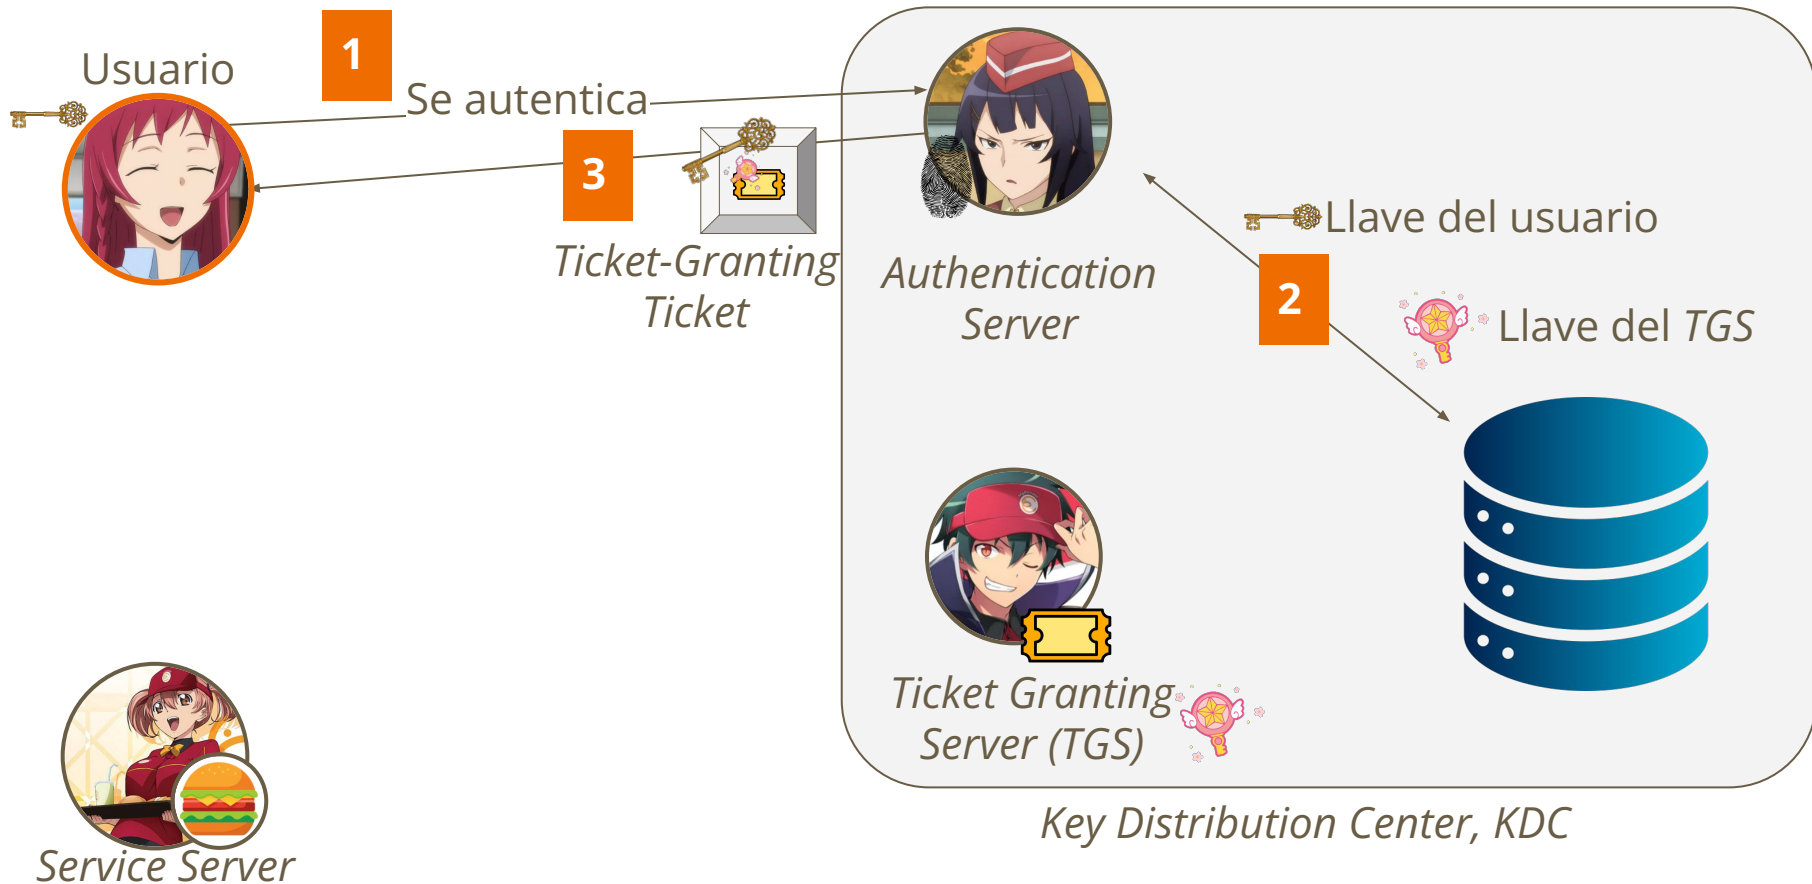 1
Usuario
Se autentica
3
Ticket-Granting
Ticket
Authentication
Server
Llave del usuario
2
Llave del TGS
Ticket Granting
Server (TGS)
Key Distribution Center, KDC
Service Server